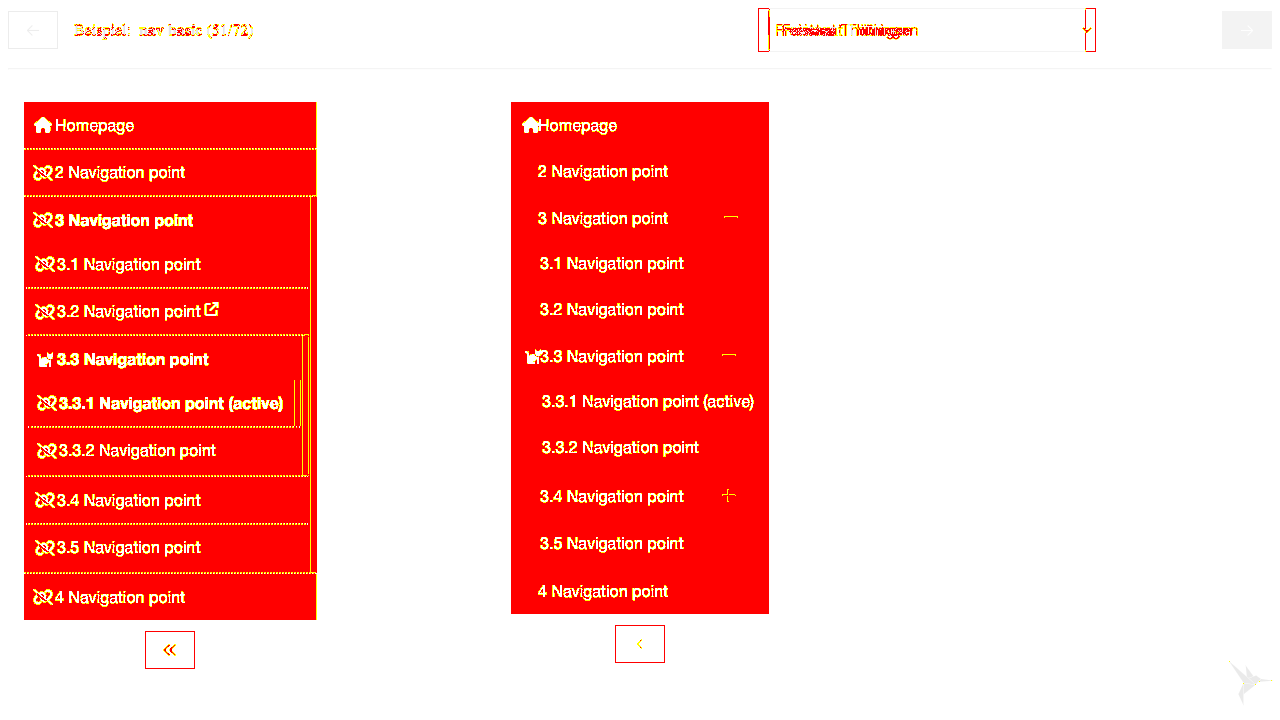 Beispiel: nav basic (51/72)
Homepage
2 Navigation point
3 Navigation point
3.1 Navigation point
3.2 Navigation point
3.3 Navigation point
3.3.1 Navigation point (active)
3.3.2 Navigation point
3.4 Navigation point
3.5 Navigation point
4 Navigation point
Homepage
2 Navigation point
3 Navigation point
3.1 Navigation point
3.2 Navigation point
3.3 Navigation point
3.3.1 Navigation point (active)
3.3.2 Navigation point
3.4 Navigation point
3.5 Navigation point
4 Navigation point